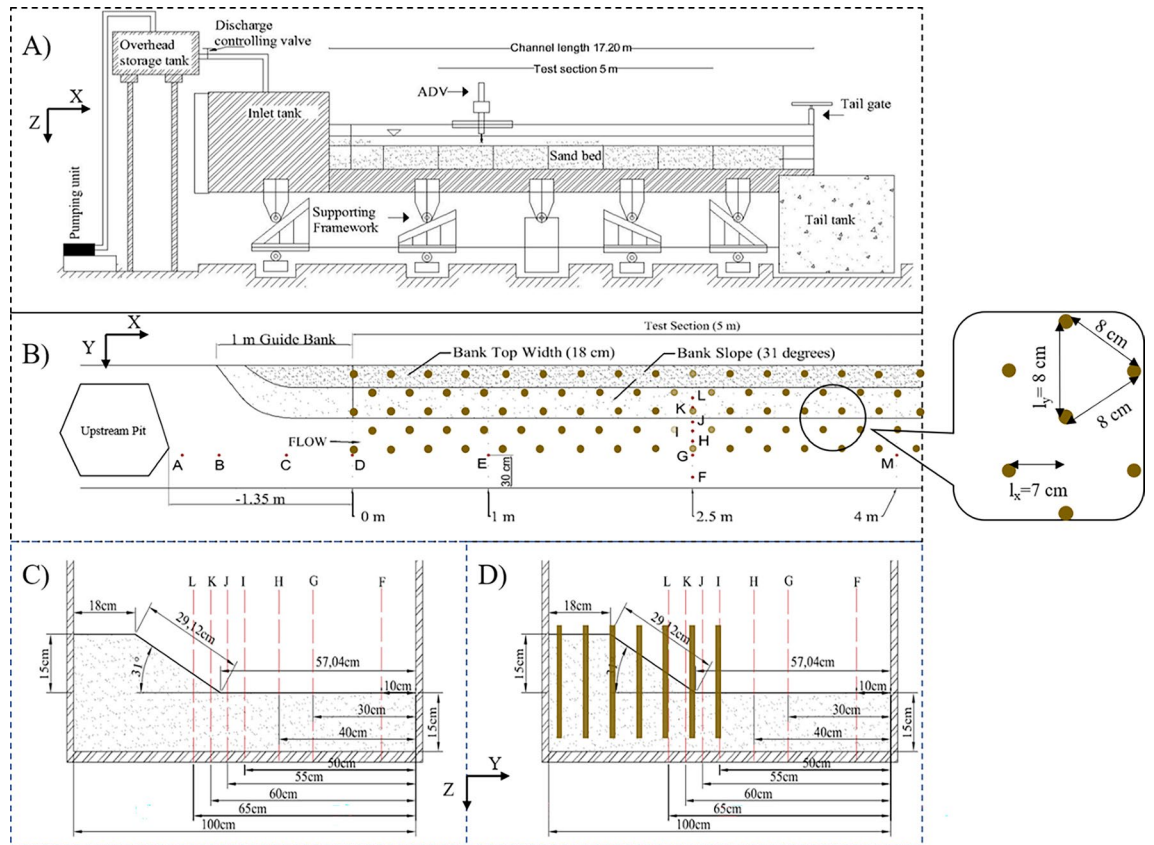 A)
Overhead
storage tank
Discharge
controlling valve
Channel length 17.20 m
Test section 5 m
ADV
X
Z
Inlet tank
Tail gate
Sand bed
Pumping unit
Supporting
Framework
Tail tank
X
Y
B)
1 m Guide Bank
Test Section (5 m)
Bank Top Width (18 cm)
Bank Slope (31 degrees)
Upstream Pit
FLOW
L
K
J
I
H
G
F
A
B
C
D
E
M
30 cm
-1.35 m
0 m
1 m
2.5 m
4 m
8 cm
ly= 8 cm
8 cm
lx=7 cm
C)
L K J I H G F
18cm
29,12cm
15cm
31°
57,04cm
10cm
30cm
40cm
15cm
50cm
55cm
60cm
65cm
100cm
Y
Z
D)
L K J I H G F
18cm
29,12cm
15cm
57,04cm
10cm
30cm
40cm
15cm
50cm
55cm
60cm
65cm
100cm